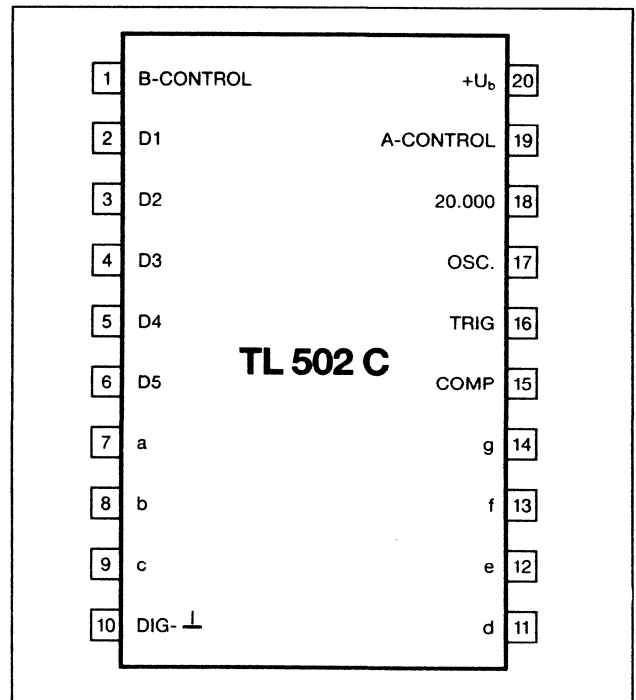 1 B-CONTROL +Ub 20
2 D1 A-CONTROL 19
3 D2 20.000 18
4 D3 OSC. 17
5 D4 TRIG 16
TL 502 C
6 D5 COMP 15
7 a g 14
8 b f 13
9 c e 12
10 DIG-⊥ d 11